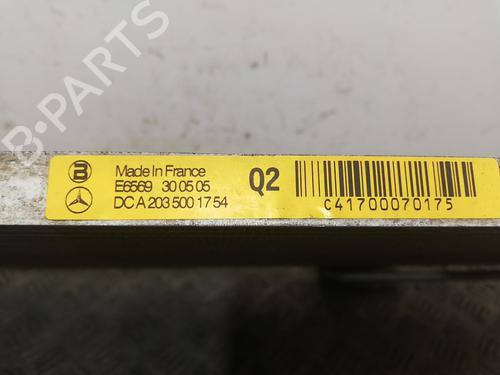 B-PARTS
B
Made In France
E6569 30 05 05
DC A 203 500 17 54
Q2
C41700070175